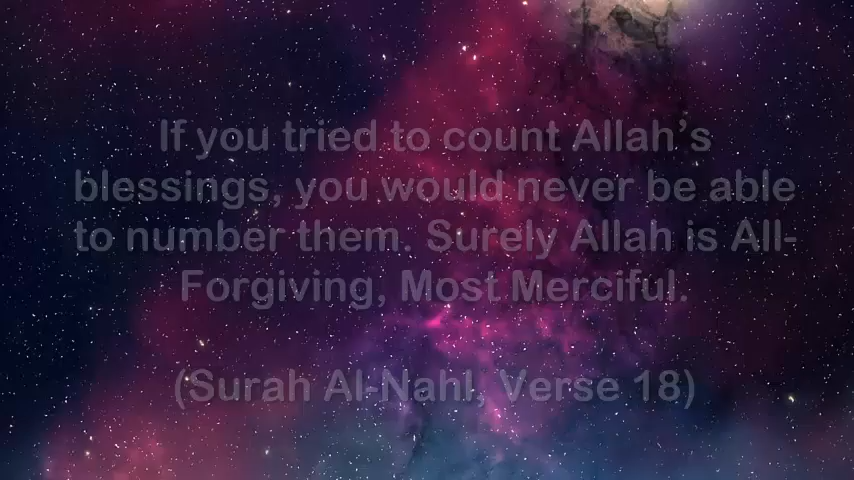 If you tried to count Allah’s
blessings, you would never be able
to number them. Surely Allah is All-
Forgiving, Most Merciful.
(Surah Al-Nahl, Verse 18)